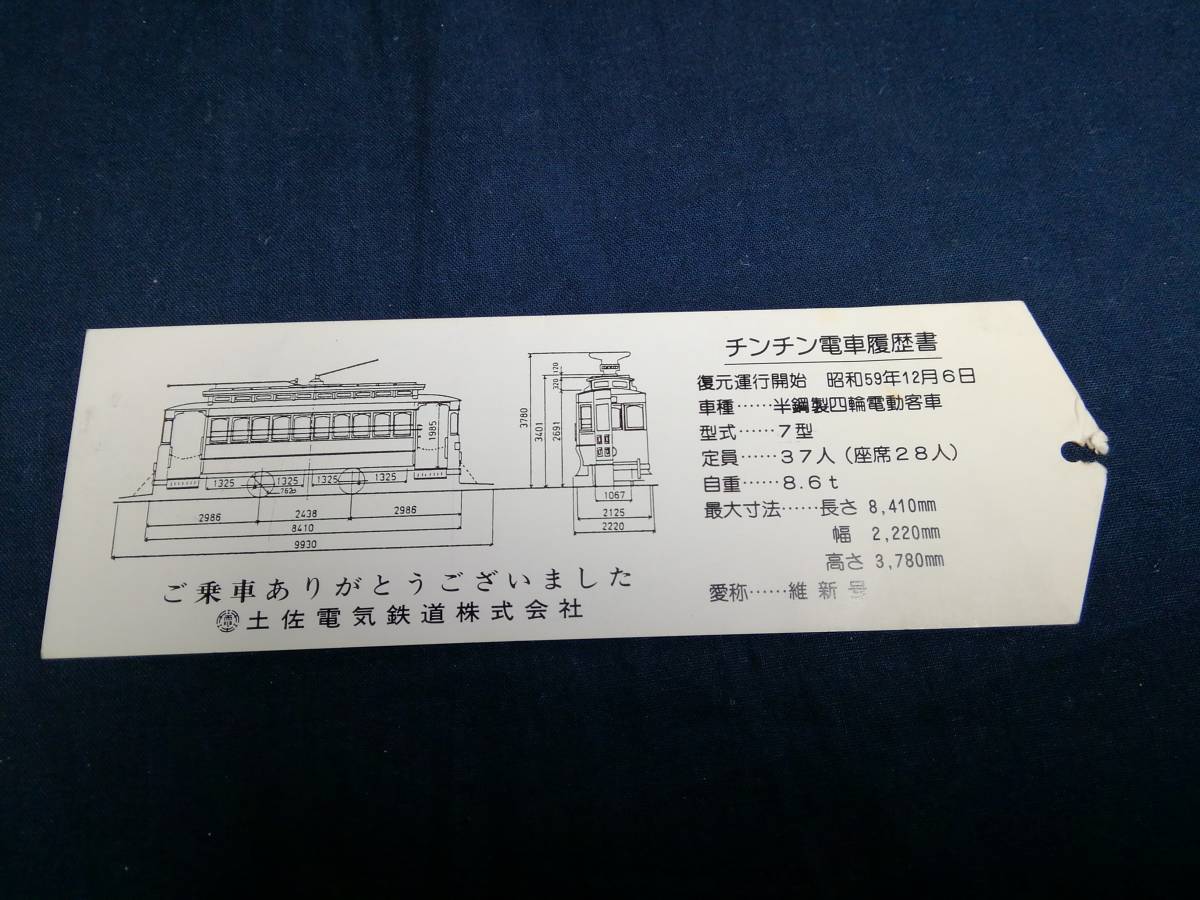 チンチン電車履歴書
復元運行開始　昭和59年12月6日
車種……半鋼製四輪電動客車
型式……7型
定員……37人（座席28人）
自重……8.6t
最大寸法……長さ 8,410mm
幅 2,220mm
高さ 3,780mm
愛称……維新号
1985
1325 1325 1325 1325
762φ
2986 2438 2986
8410
9930
120
320
3780 3401 2691
1067
2125
2220
ご乗車ありがとうございました
土佐電気鉄道株式会社